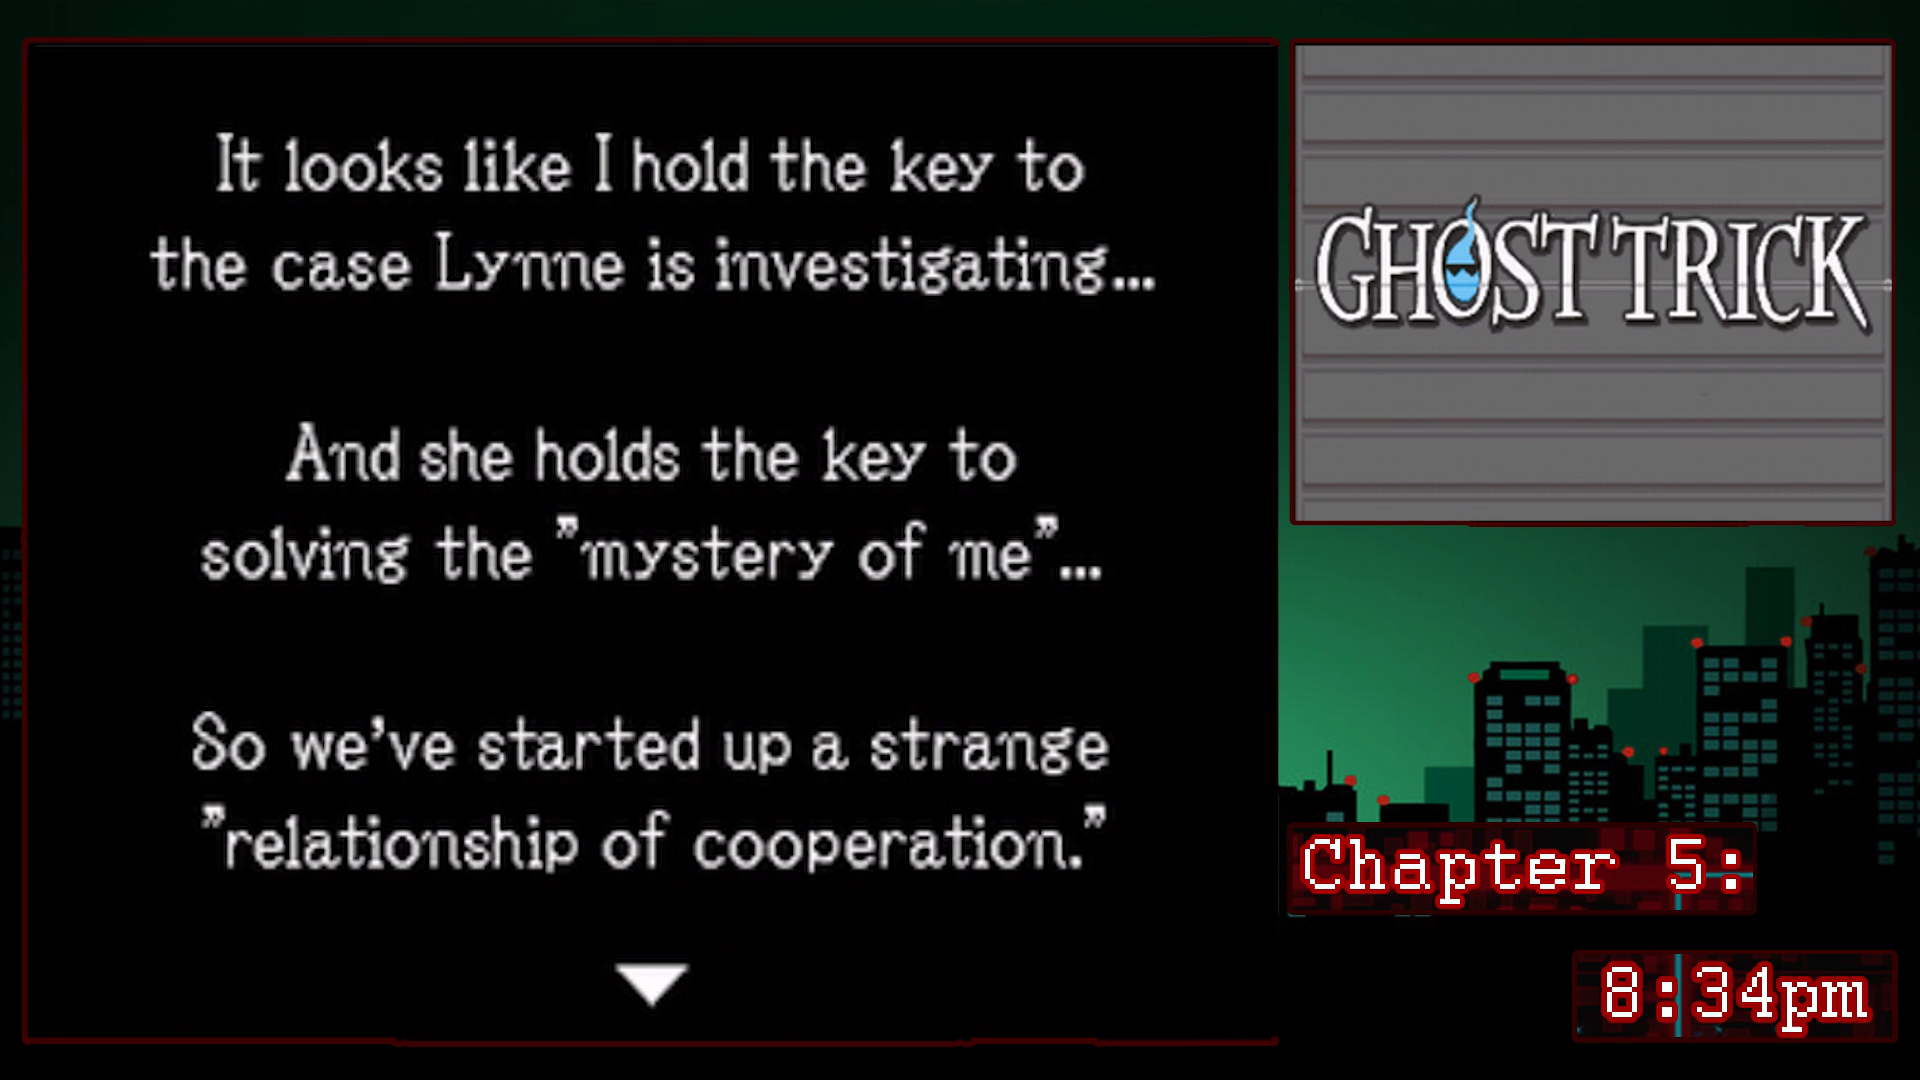 It looks like I hold the key to
the case Lynne is investigating...
And she holds the key to
solving the "mystery of me"...
So we've started up a strange
"relationship of cooperation."
GHOST TRICK
Chapter 5:
8:34pm